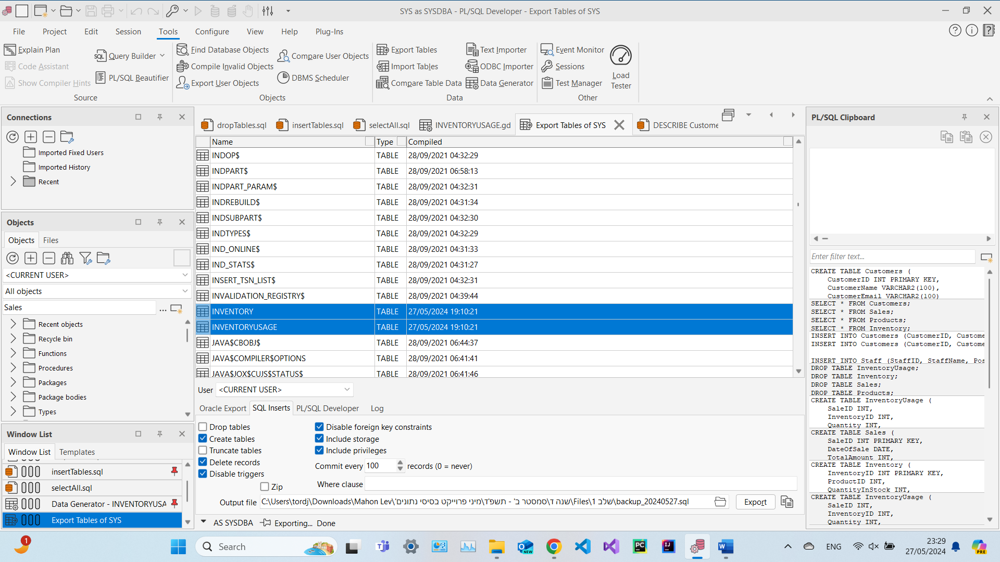 SYS as SYSDBA - PL/SQL Developer - Export Tables of SYS
File Project Edit Session Tools Configure View Help Plug-Ins
Explain Plan
Code Assistant
Show Compiler Hints
Query Builder
PL/SQL Beautifier
Source
Find Database Objects
Compile Invalid Objects
Export User Objects
Compare User Objects
DBMS Scheduler
Objects
Export Tables
Import Tables
Compare Table Data
Text Importer
ODBC Importer
Data Generator
Data
Event Monitor
Sessions
Test Manager
Load
Tester
Other
Connections
Imported Fixed Users
Imported History
Recent
Objects
Objects Files
<CURRENT USER>
All objects
Sales
...
Recent objects
Recycle bin
Functions
Procedures
Packages
Package bodies
Types
Window List
Window List Templates
insertTables.sql
selectAll.sql
Data Generator - INVENTORYUSA
Export Tables of SYS
dropTables.sql insertTables.sql selectAll.sql INVENTORYUSAGE.gd Export Tables of SYS DESCRIBE Custome
Name Type Compiled
INDOP$ TABLE 28/09/2021 04:32:29
INDPART$ TABLE 28/09/2021 06:58:13
INDPART_PARAM$ TABLE 28/09/2021 04:32:31
INDREBUILD$ TABLE 28/09/2021 04:31:34
INDSUBPART$ TABLE 28/09/2021 04:32:30
INDTYPES$ TABLE 28/09/2021 04:32:29
IND_ONLINE$ TABLE 28/09/2021 04:31:33
IND_STATS$ TABLE 28/09/2021 04:31:27
INSERT_TSN_LIST$ TABLE 28/09/2021 04:32:31
INVALIDATION_REGISTRY$ TABLE 28/09/2021 04:39:44
INVENTORY TABLE 27/05/2024 19:10:21
INVENTORYUSAGE TABLE 27/05/2024 19:10:21
JAVA$CBOBJ$ TABLE 28/09/2021 06:44:37
JAVA$COMPILER$OPTIONS TABLE 28/09/2021 06:41:41
JAVA$JOX$CUJS$STATUS$ TABLE 28/09/2021 06:41:46
User <CURRENT USER>
Oracle Export SQL Inserts PL/SQL Developer Log
Drop tables
Create tables
Truncate tables
Delete records
Disable triggers
Zip
Disable foreign key constraints
Include storage
Include privileges
Commit every 100 records (0 = never)
Where clause
Output file C:\Users\tordj\Downloads\Mahon Lev\שנה ד\סמסטר ב' - תשפ'ד\מיני פרוייקט בסיסי נתונים'\Files\שלב 1\backup_20240527.sql Export
AS SYSDBA Exporting... Done
PL/SQL Clipboard
Enter filter text...
CREATE TABLE Customers (
CustomerID INT PRIMARY KEY,
CustomerName VARCHAR2(100),
CustomerEmail VARCHAR2(100)
SELECT * FROM Customers;
SELECT * FROM Sales;
SELECT * FROM Products;
SELECT * FROM Inventory;
INSERT INTO Customers (CustomerID, Custome
INSERT INTO Customers (CustomerID, Custome
INSERT INTO Staff (StaffID, StaffName, Pos
DROP TABLE InventoryUsage;
DROP TABLE Inventory;
DROP TABLE Sales;
DROP TABLE Products;
CREATE TABLE InventoryUsage (
SaleID INT,
InventoryID INT,
Quantity INT,
CREATE TABLE Sales (
SaleID INT PRIMARY KEY,
DateOfSale DATE,
TotalAmount INT,
CREATE TABLE Inventory (
InventoryID INT PRIMARY KEY,
ProductID INT,
QuantityInStock INT,
CREATE TABLE InventoryUsage (
SaleID INT,
InventoryID INT,
Quantity INT,
1
Search
NEW
PC
IJ
W
ENG
23:29
27/05/2024
PRE